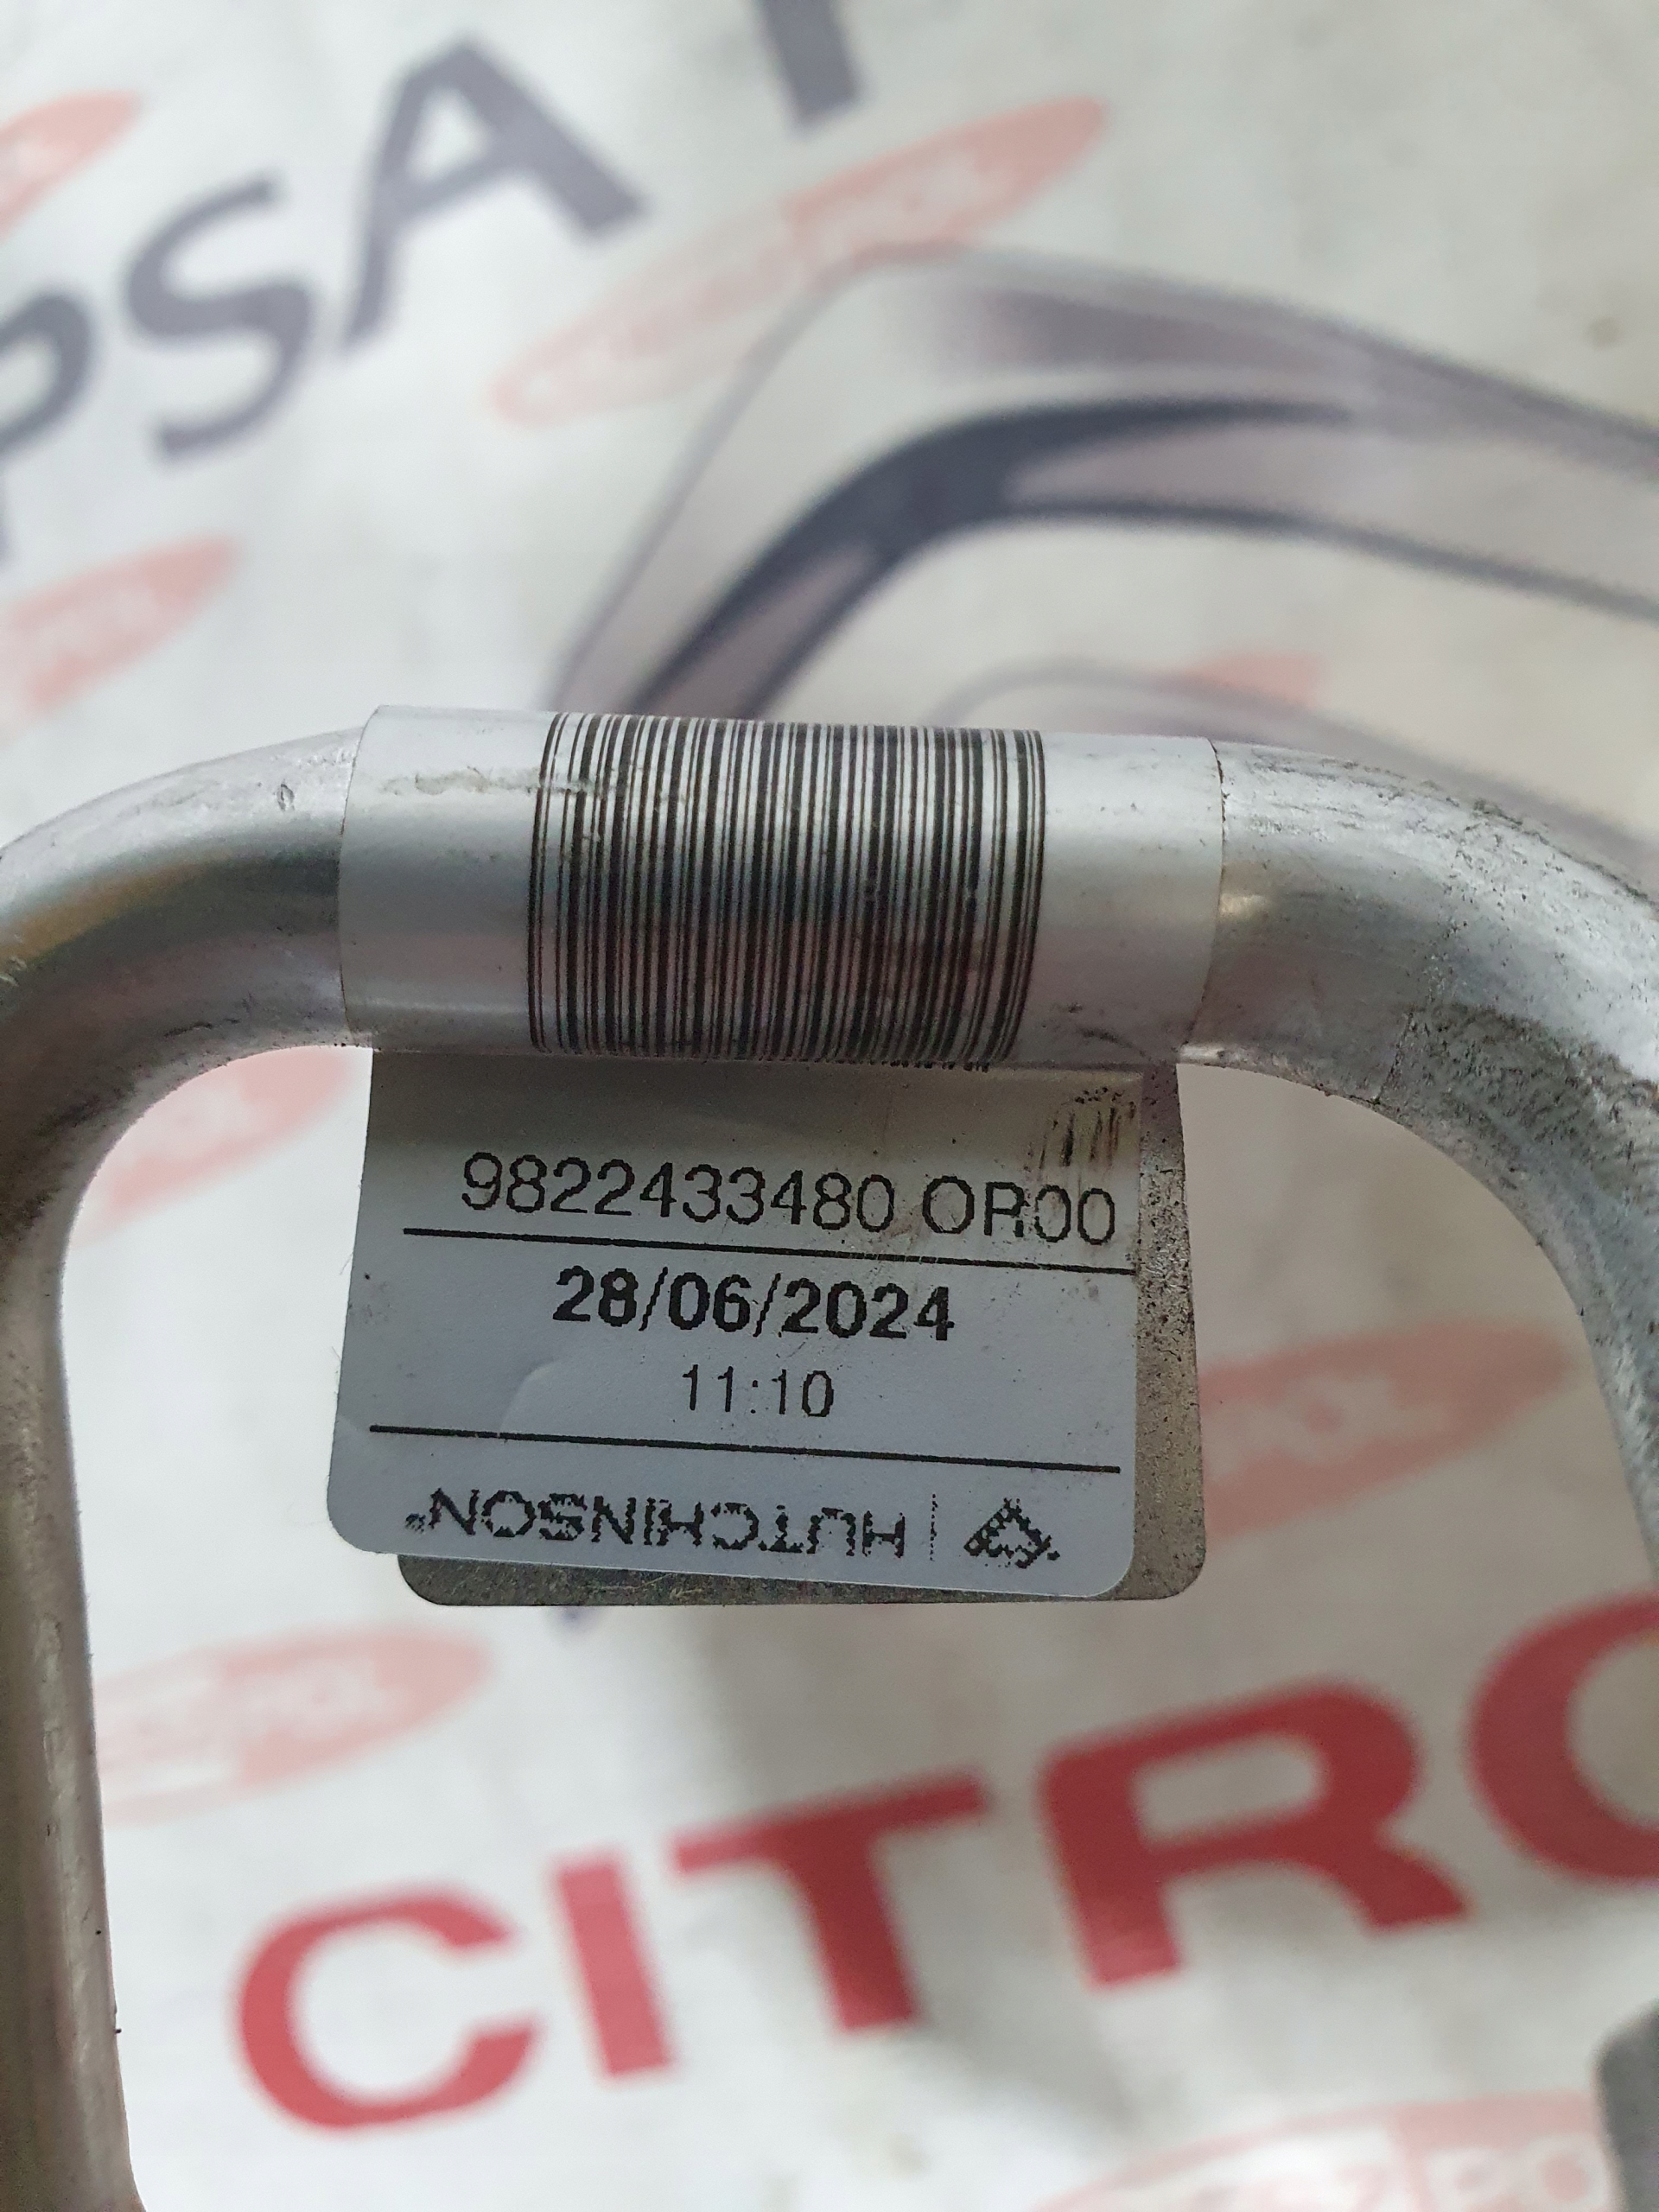 PSA
9822433480 OR00
28/06/2024
11:10
HUTCHINSON®
CITRO